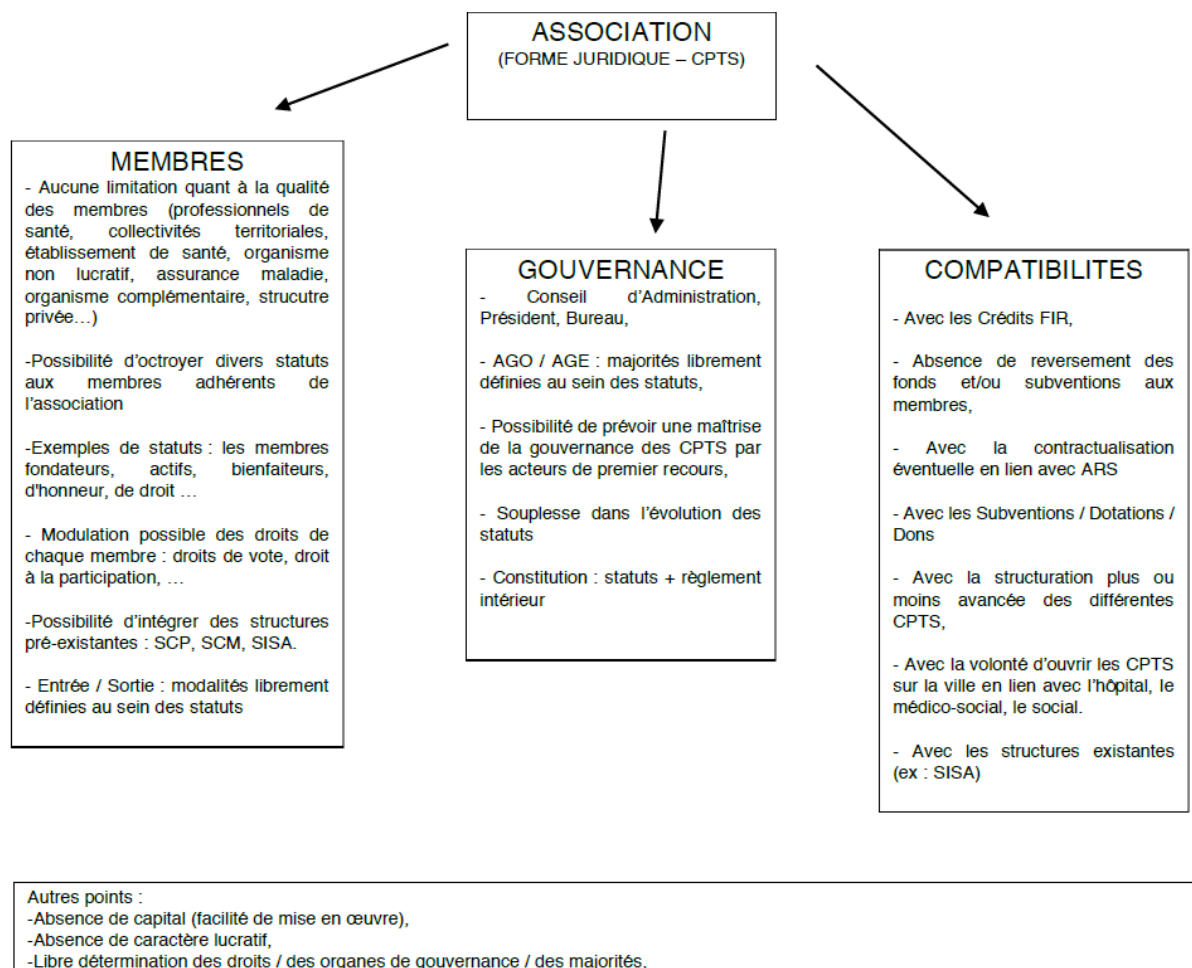 ASSOCIATION
(FORME JURIDIQUE – CPTS)
MEMBRES
- Aucune limitation quant à la qualité
des membres (professionnels de
santé, collectivités territoriales,
établissement de santé, organisme
non lucratif, assurance maladie,
organisme complémentaire, strucutre
privée…)
-Possibilité d'octroyer divers statuts
aux membres adhérents de
l'association
-Exemples de statuts : les membres
fondateurs, actifs, bienfaiteurs,
d'honneur, de droit …
- Modulation possible des droits de
chaque membre : droits de vote, droit
à la participation, …
-Possibilité d'intégrer des structures
pré-existantes : SCP, SCM, SISA.
- Entrée / Sortie : modalités librement
définies au sein des statuts
GOUVERNANCE
- Conseil d'Administration,
Président, Bureau,
- AGO / AGE : majorités librement
définies au sein des statuts,
- Possibilité de prévoir une maîtrise
de la gouvernance des CPTS par
les acteurs de premier recours,
- Souplesse dans l'évolution des
statuts
- Constitution : statuts + règlement
intérieur
COMPATIBILITES
- Avec les Crédits FIR,
- Absence de reversement des
fonds et/ou subventions aux
membres,
- Avec la contractualisation
éventuelle en lien avec ARS
- Avec les Subventions / Dotations /
Dons
- Avec la structuration plus ou
moins avancée des différentes
CPTS,
- Avec la volonté d'ouvrir les CPTS
sur la ville en lien avec l'hôpital, le
médico-social, le social.
- Avec les structures existantes
(ex : SISA)
Autres points :
-Absence de capital (facilité de mise en œuvre),
-Absence de caractère lucratif,
-Libre détermination des droits / des organes de gouvernance / des majorités,